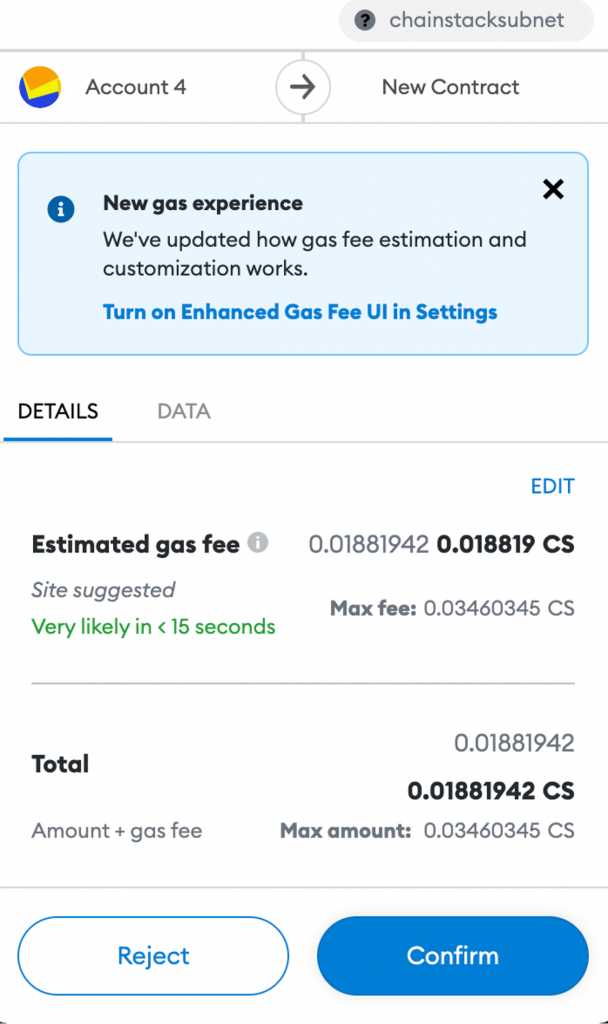 ? chainstacksubnet
Account 4 New Contract
New gas experience
We've updated how gas fee estimation and
customization works.
Turn on Enhanced Gas Fee UI in Settings
DETAILS DATA
EDIT
Estimated gas fee 0.01881942 0.018819 CS
Site suggested
Max fee: 0.03460345 CS
Very likely in < 15 seconds
0.01881942
Total
0.01881942 CS
Amount + gas fee Max amount: 0.03460345 CS
Reject Confirm